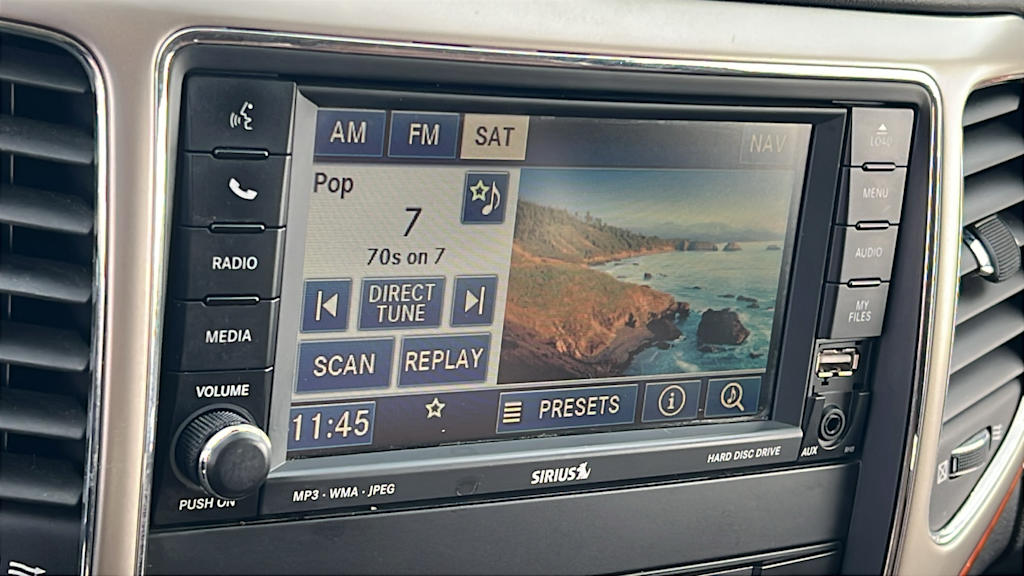 AM FM SAT NAV
Pop
7
70s on 7
DIRECT
TUNE
SCAN REPLAY
11:45 PRESETS
RADIO
MEDIA
VOLUME
PUSH ON
LOAD
MENU
AUDIO
MY
FILES
AUX
MP3 · WMA · JPEG
SIRIUS
HARD DISC DRIVE